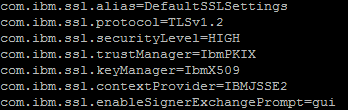 com.ibm.ssl.alias=DefaultSSLSettings
com.ibm.ssl.protocol=TLSv1.2
com.ibm.ssl.securityLevel=HIGH
com.ibm.ssl.trustManager=IbmPKIX
com.ibm.ssl.keyManager=IbmX509
com.ibm.ssl.contextProvider=IBMJSSE2
com.ibm.ssl.enableSignerExchangePrompt=gui